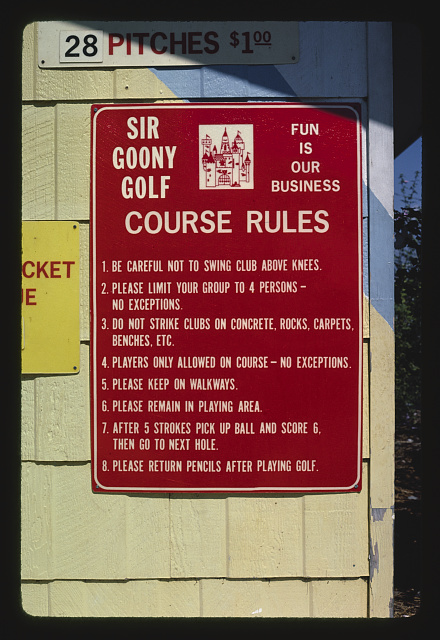 28 PITCHES $1.00
SIR
GOONY
GOLF
FUN
IS
OUR
BUSINESS
COURSE RULES
1. BE CAREFUL NOT TO SWING CLUB ABOVE KNEES.
2. PLEASE LIMIT YOUR GROUP TO 4 PERSONS –
NO EXCEPTIONS.
3. DO NOT STRIKE CLUBS ON CONCRETE, ROCKS, CARPETS,
BENCHES, ETC.
4. PLAYERS ONLY ALLOWED ON COURSE – NO EXCEPTIONS.
5. PLEASE KEEP ON WALKWAYS.
6. PLEASE REMAIN IN PLAYING AREA.
7. AFTER 5 STROKES PICK UP BALL AND SCORE 6,
THEN GO TO NEXT HOLE.
8. PLEASE RETURN PENCILS AFTER PLAYING GOLF.
CKET
E